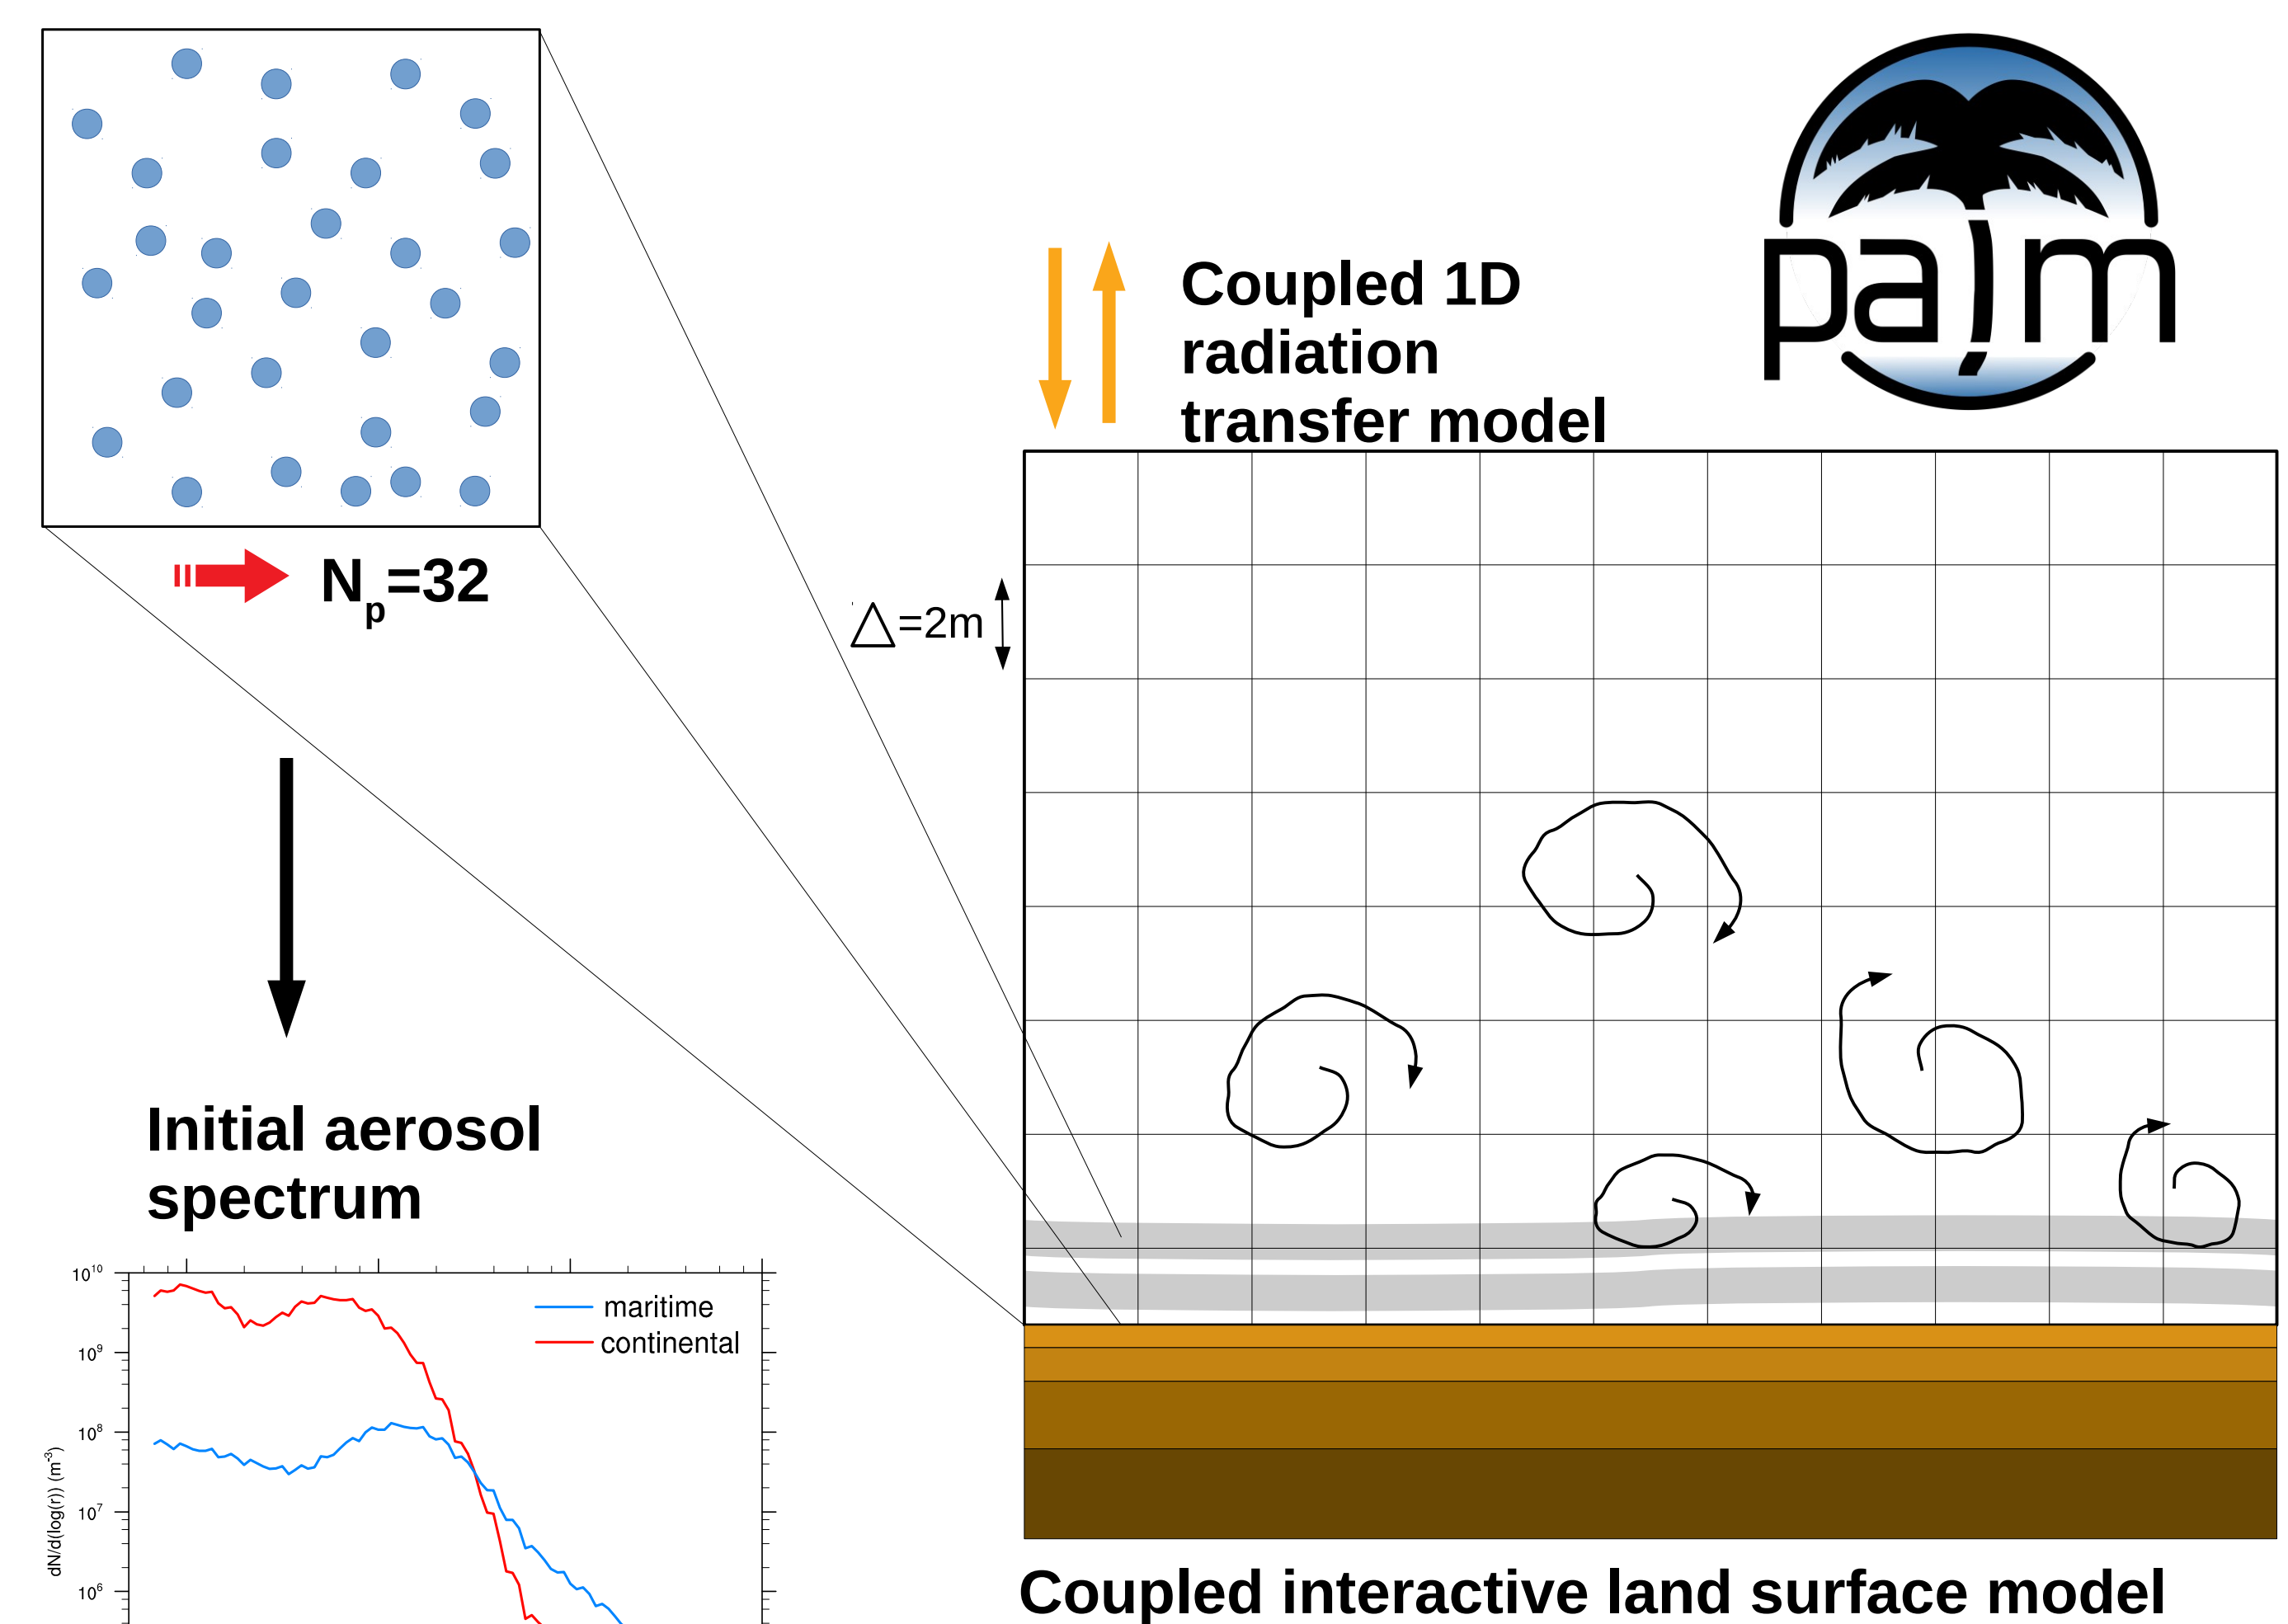 palm
Coupled 1D
radiation
transfer model
Np=32
△=2m
Initial aerosol
spectrum
maritime
continental
10^10
10^9
10^8
10^7
10^6
dN/d(log(r)) (m^-3)
Coupled interactive land surface model